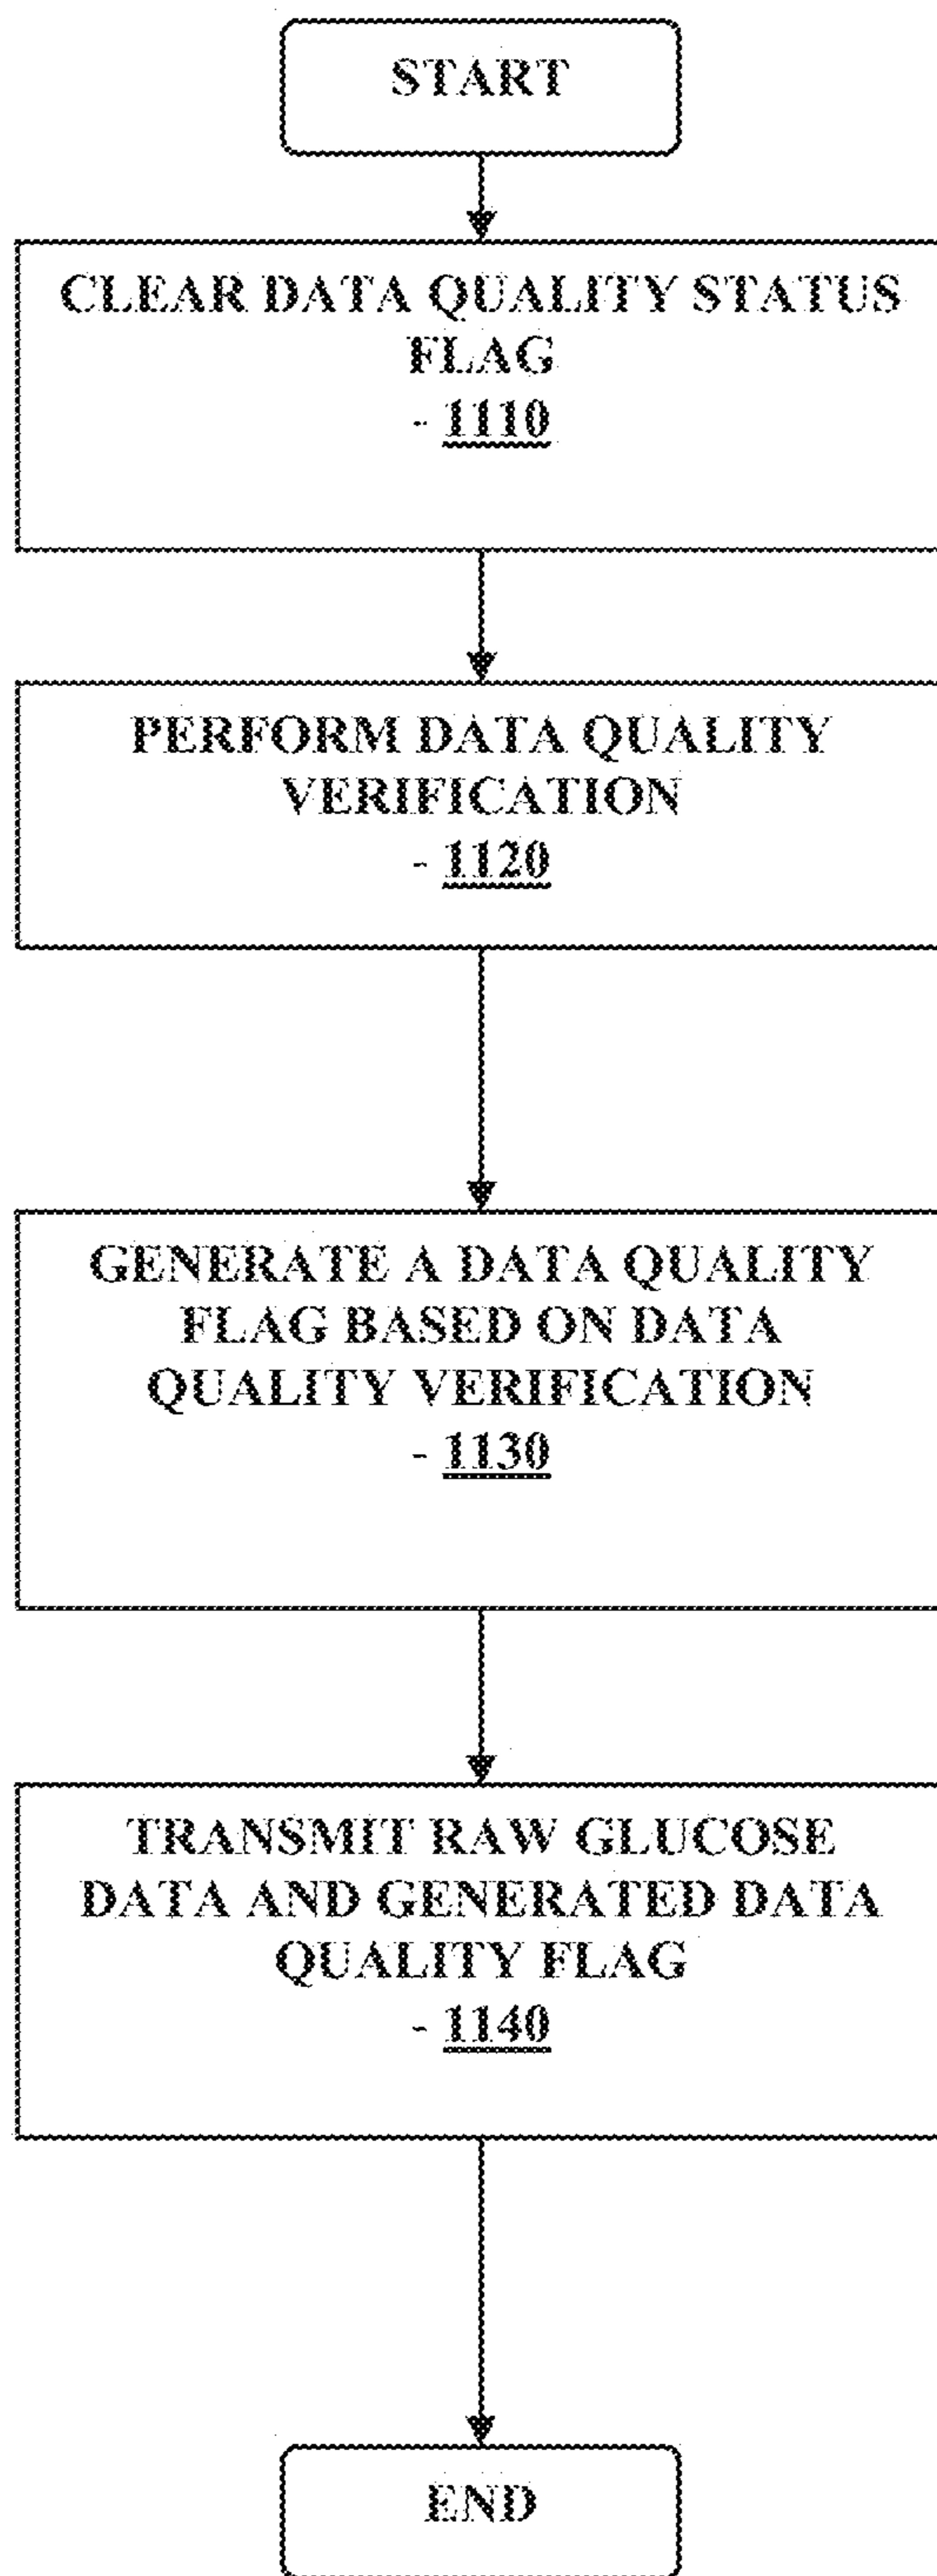 START
CLEAR DATA QUALITY STATUS
FLAG
- 1110
PERFORM DATA QUALITY
VERIFICATION
- 1120
GENERATE A DATA QUALITY
FLAG BASED ON DATA
QUALITY VERIFICATION
- 1130
TRANSMIT RAW GLUCOSE
DATA AND GENERATED DATA
QUALITY FLAG
- 1140
END